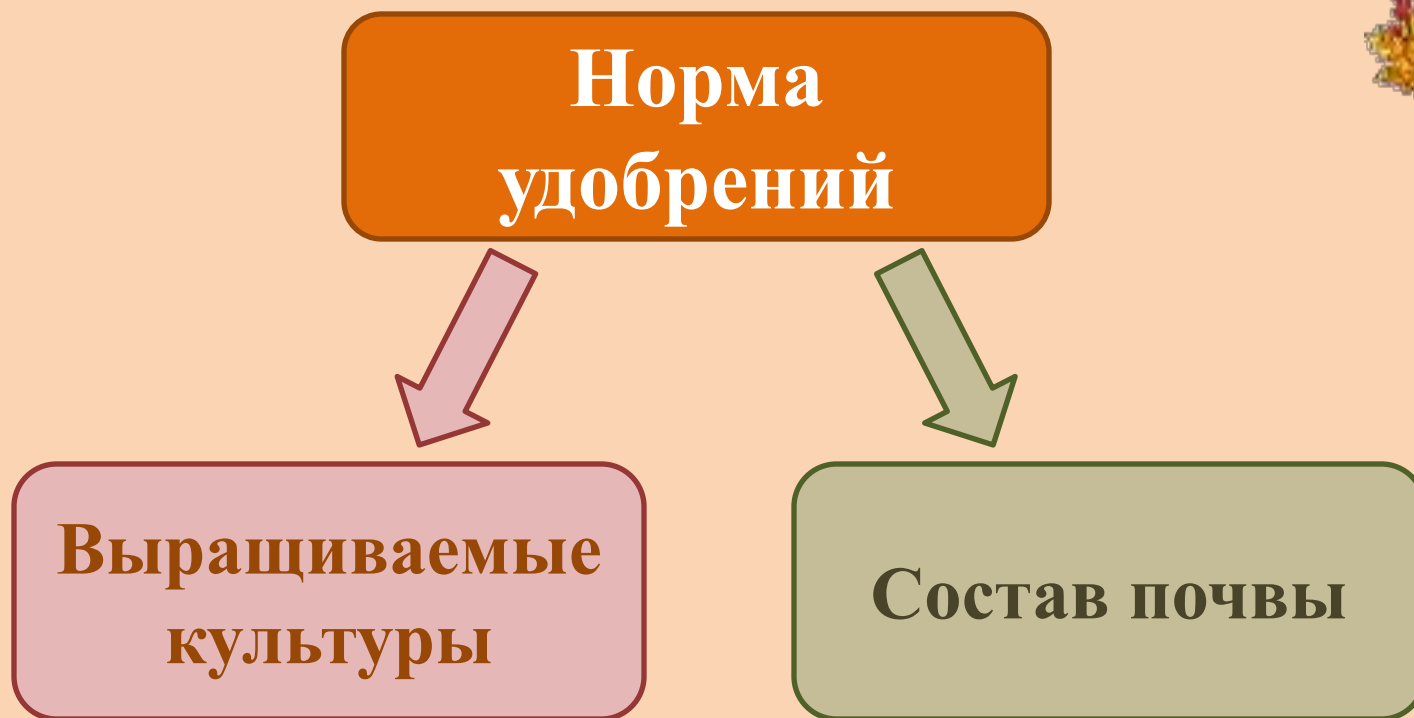 Норма
удобрений
Выращиваемые
культуры
Состав почвы